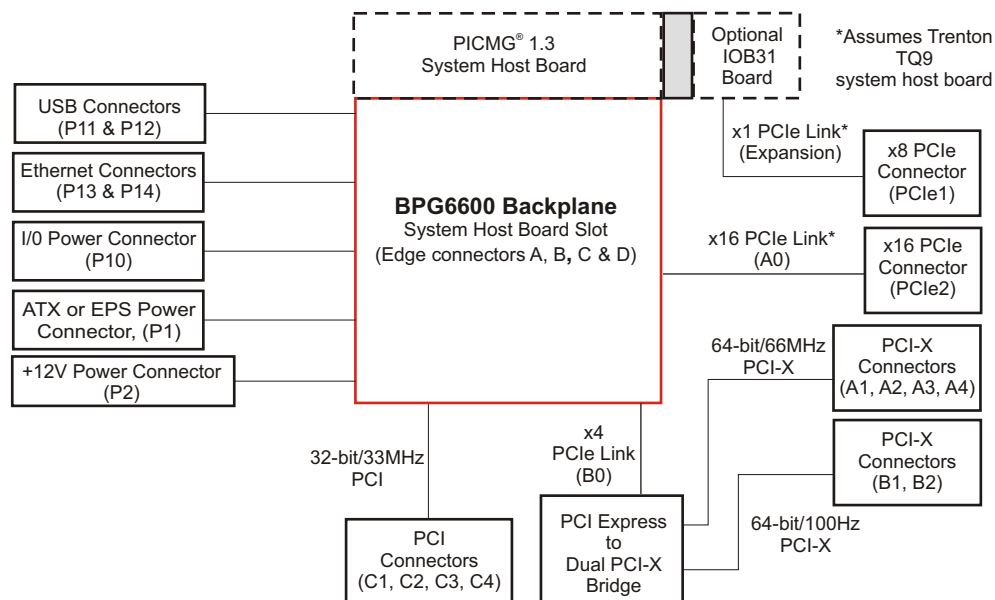 PICMG® 1.3
System Host Board
Optional
IOB31
Board
*Assumes Trenton
TQ9
system host board
USB Connectors
(P11 & P12)
Ethernet Connectors
(P13 & P14)
I/0 Power Connector
(P10)
ATX or EPS Power
Connector, (P1)
+12V Power Connector
(P2)
BPG6600 Backplane
System Host Board Slot
(Edge connectors A, B, C & D)
x1 PCIe Link*
(Expansion)
x8 PCIe
Connector
(PCIe1)
x16 PCIe Link*
(A0)
x16 PCIe
Connector
(PCIe2)
64-bit/66MHz
PCI-X
PCI-X
Connectors
(A1, A2, A3, A4)
PCI-X
Connectors
(B1, B2)
64-bit/100Hz
PCI-X
32-bit/33MHz
PCI
x4
PCIe Link
(B0)
PCI
Connectors
(C1, C2, C3, C4)
PCI Express
to
Dual PCI-X
Bridge